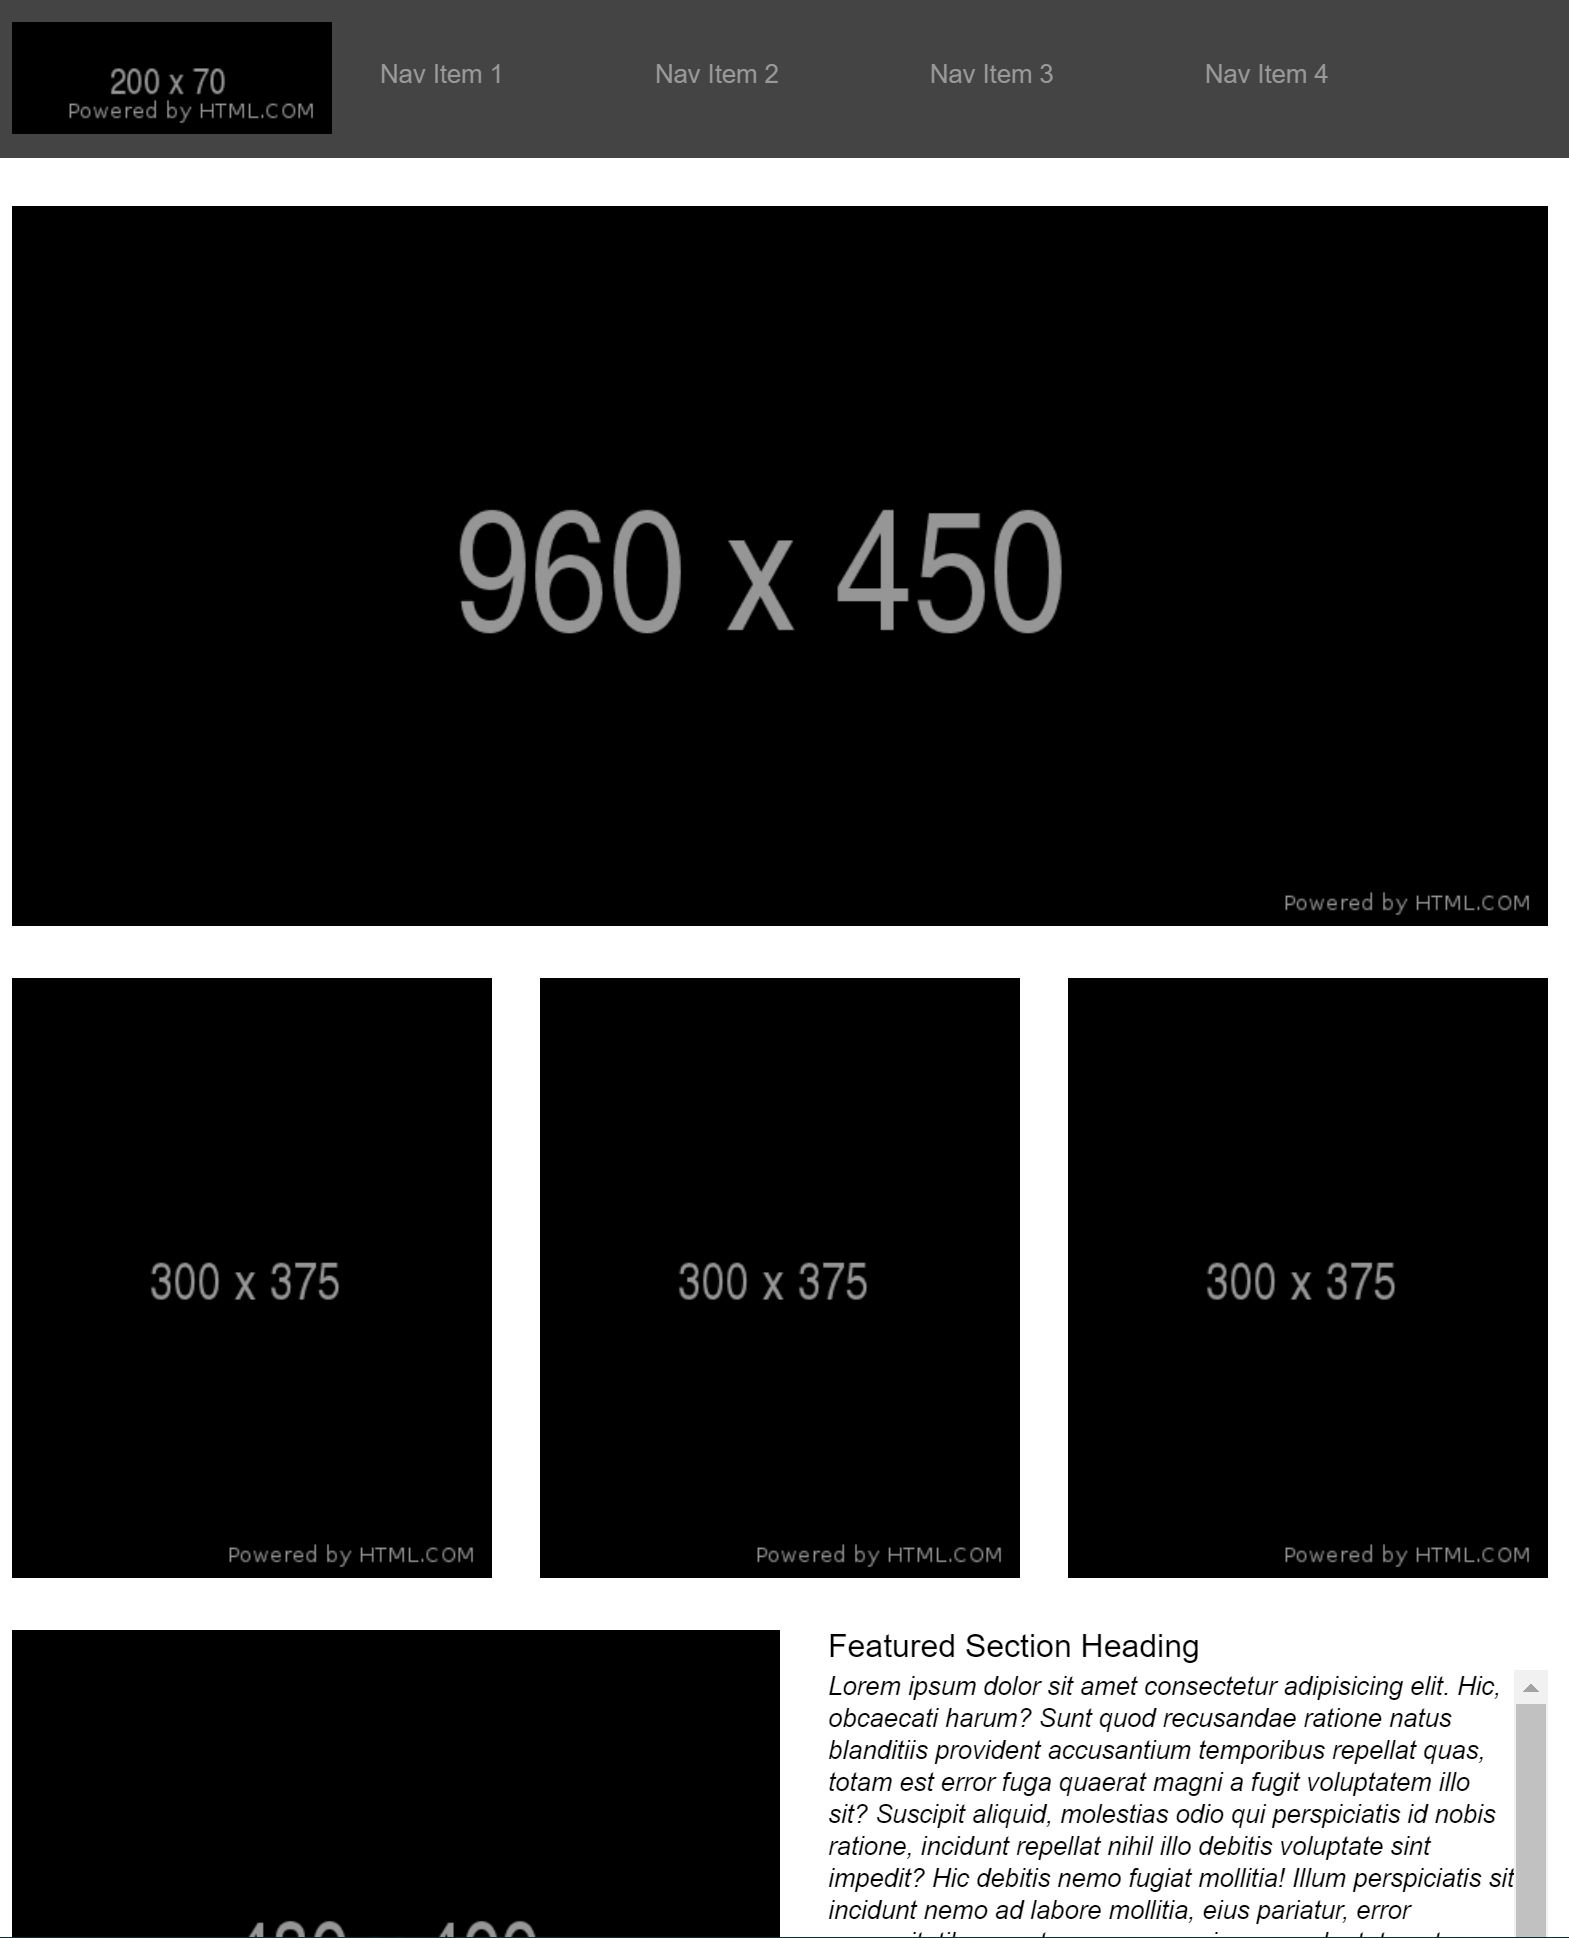 200 x 70
Powered by HTML.COM
Nav Item 1
Nav Item 2
Nav Item 3
Nav Item 4
960 x 450
Powered by HTML.COM
300 x 375
Powered by HTML.COM
300 x 375
Powered by HTML.COM
300 x 375
Powered by HTML.COM
Featured Section Heading
Lorem ipsum dolor sit amet consectetur adipisicing elit. Hic,
obcaecati harum? Sunt quod recusandae ratione natus
blanditiis provident accusantium temporibus repellat quas,
totam est error fuga quaerat magni a fugit voluptatem illo
sit? Suscipit aliquid, molestias odio qui perspiciatis id nobis
ratione, incidunt repellat nihil illo debitis voluptate sint
impedit? Hic debitis nemo fugiat mollitia! Illum perspiciatis sit
incidunt nemo ad labore mollitia, eius pariatur, error